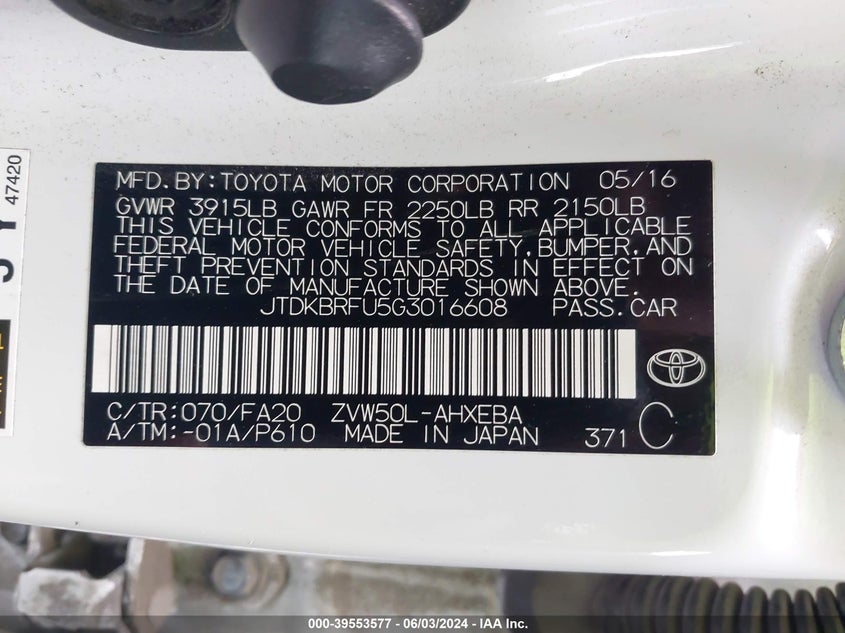 MFD.BY:TOYOTA MOTOR CORPORATION 05/16
GVWR 3915LB GAWR FR 2250LB RR 2150LB
THIS VEHICLE CONFORMS TO ALL APPLICABLE
FEDERAL MOTOR VEHICLE SAFETY,BUMPER,AND
THEFT PREVENTION STANDARDS IN EFFECT ON
THE DATE OF MANUFACTURE SHOWN ABOVE.
JTDKBRFU5G3016608 PASS.CAR
C/TR:070/FA20 ZVW50L-AHXEBA
A/TM:-01A/P610 MADE IN JAPAN 371 C
47420
000-39553577 - 06/03/2024 - IAA Inc.